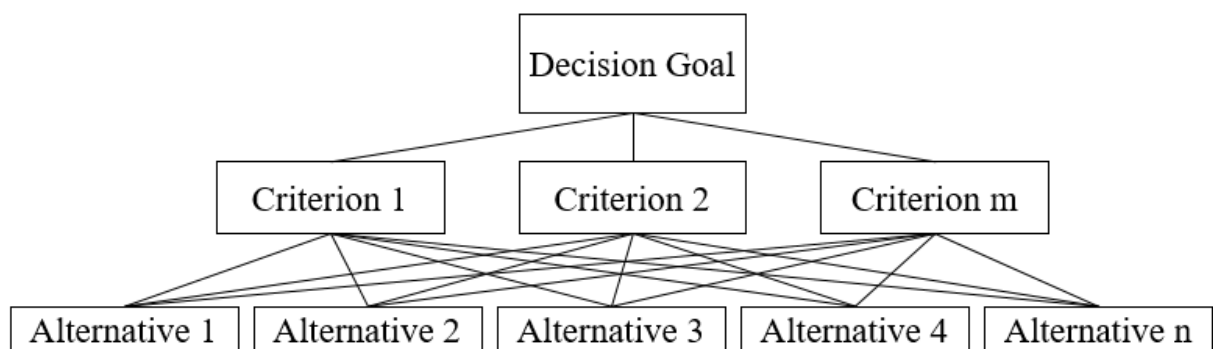 Decision Goal
Criterion 1
Criterion 2
Criterion m
Alternative 1
Alternative 2
Alternative 3
Alternative 4
Alternative n